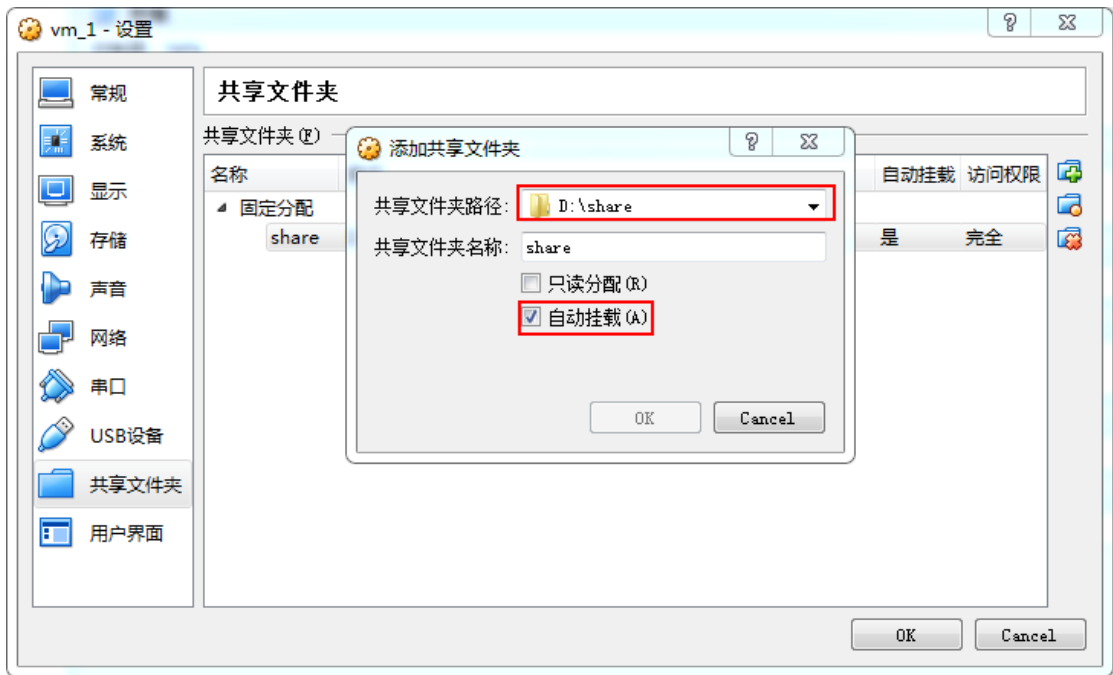 vm_1 - 设置
常规
系统
显示
存储
声音
网络
串口
USB设备
共享文件夹
用户界面
共享文件夹
共享文件夹(F)
名称
自动挂载 访问权限
固定分配
share
是 完全
添加共享文件夹
共享文件夹路径: D:\share
共享文件夹名称: share
只读分配(R)
自动挂载(A)
OK Cancel
OK Cancel